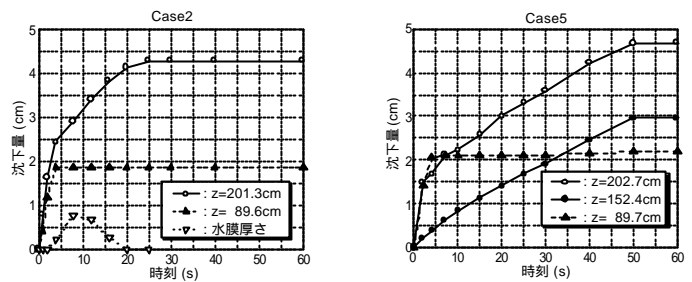 Case2
沈下量 (cm)
5
4
3
2
1
0
: z=201.3cm
: z= 89.6cm
: 水膜厚さ
0 10 20 30 40 50 60
時刻 (s)
Case5
沈下量 (cm)
5
4
3
2
1
0
: z=202.7cm
: z=152.4cm
: z= 89.7cm
0 10 20 30 40 50 60
時刻 (s)